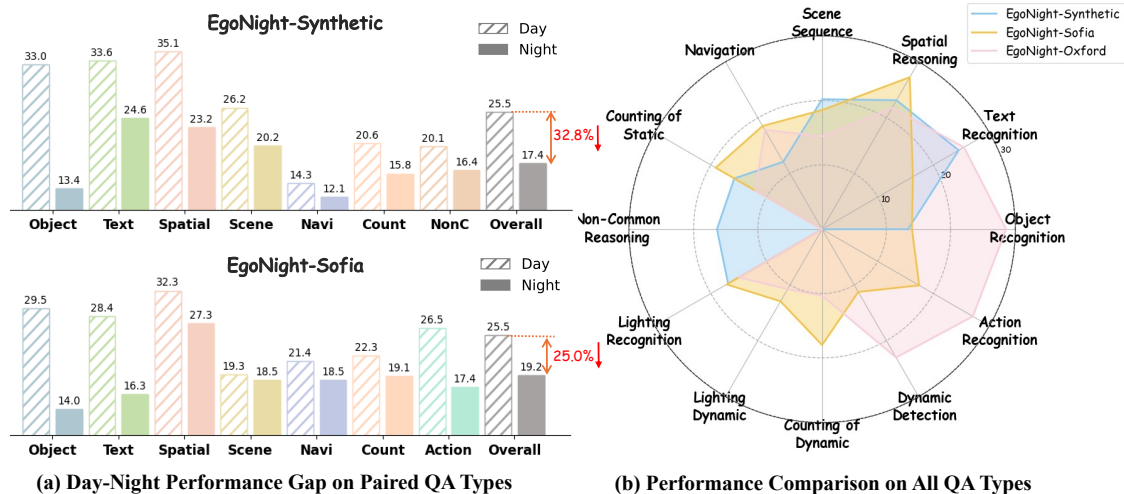 EgoNight-Synthetic
Day
Night
33.0
13.4
33.6
24.6
35.1
23.2
26.2
20.2
14.3
12.1
20.6
15.8
20.1
16.4
25.5
17.4
32.8%
Object Text Spatial Scene Navi Count NonC Overall
EgoNight-Sofia
Day
Night
29.5
14.0
28.4
16.3
32.3
27.3
19.3
18.5
21.4
18.5
22.3
19.1
26.5
17.4
25.5
19.2
25.0%
Object Text Spatial Scene Navi Count Action Overall
(a) Day-Night Performance Gap on Paired QA Types
EgoNight-Synthetic
EgoNight-Sofia
EgoNight-Oxford
Scene
Sequence
Spatial
Reasoning
Text
Recognition
Object
Recognition
Action
Recognition
Dynamic
Detection
Counting of
Dynamic
Lighting
Dynamic
Lighting
Recognition
Non-Common
Reasoning
Counting of
Static
Navigation
10
20
30
(b) Performance Comparison on All QA Types